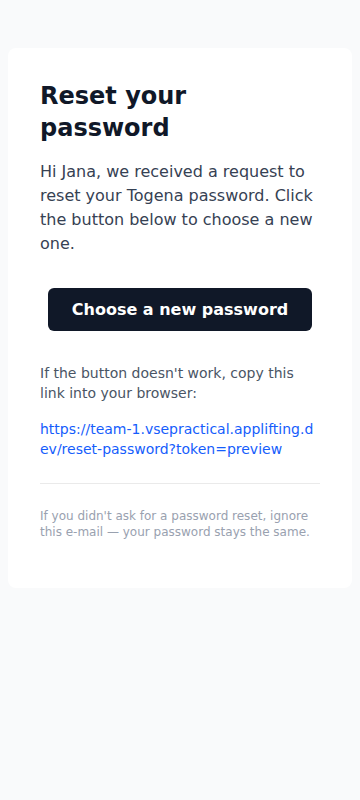 Reset your
password
Hi Jana, we received a request to
reset your Togena password. Click
the button below to choose a new
one.
Choose a new password
If the button doesn't work, copy this
link into your browser:
https://team-1.vsepractical.applifting.d
ev/reset-password?token=preview
If you didn't ask for a password reset, ignore
this e-mail — your password stays the same.